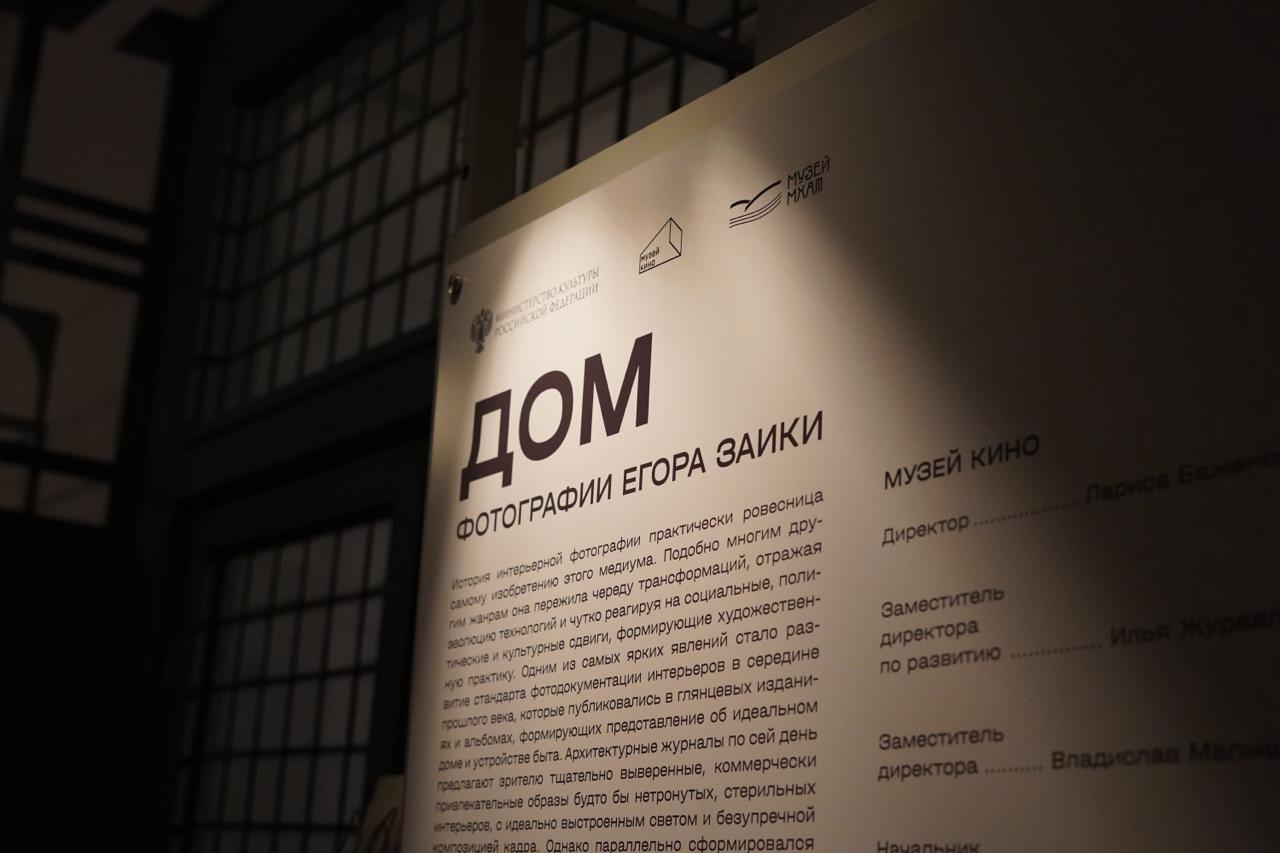 МИНИСТЕРСТВО КУЛЬТУРЫ
РОССИЙСКОЙ ФЕДЕРАЦИИ
музей
кино
МУЗЕЙ
МХАТ
ДОМ
ФОТОГРАФИИ ЕГОРА ЗАИКИ
История интерьерной фотографии практически ровесница
самому изобретению этого медиума. Подобно многим дру-
гим жанрам она пережила череду трансформаций, отражая
эволюцию технологий и чутко реагируя на социальные, поли-
тические и культурные сдвиги, формирующие художествен-
ную практику. Одним из самых ярких явлений стало раз-
витие стандарта фотодокументации интерьеров в середине
прошлого века, которые публиковались в глянцевых издани-
ях и альбомах, формирующих представление об идеальном
доме и устройстве быта. Архитектурные журналы по сей день
предлагают зрителю тщательно выверенные, коммерчески
привлекательные образы будто бы нетронутых, стерильных
интерьеров, с идеально выстроенным светом и безупречной
композицией кадра. Однако параллельно сформировался
МУЗЕЙ КИНО
Директор .................. Лариса
Заместитель
директора
по развитию ............... Илья
Заместитель
директора .......... Владислав
Начальник